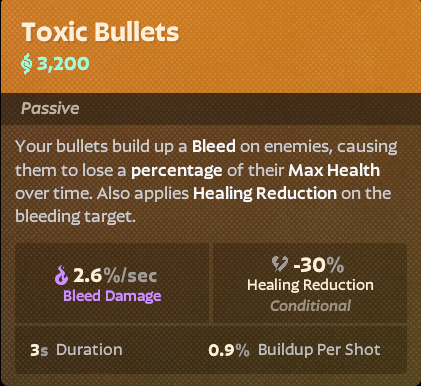 Toxic Bullets
3,200
Passive
Your bullets build up a Bleed on enemies, causing
them to lose a percentage of their Max Health
over time. Also applies Healing Reduction on the
bleeding target.
2.6%/sec
Bleed Damage
-30%
Healing Reduction
Conditional
3s Duration
0.9% Buildup Per Shot